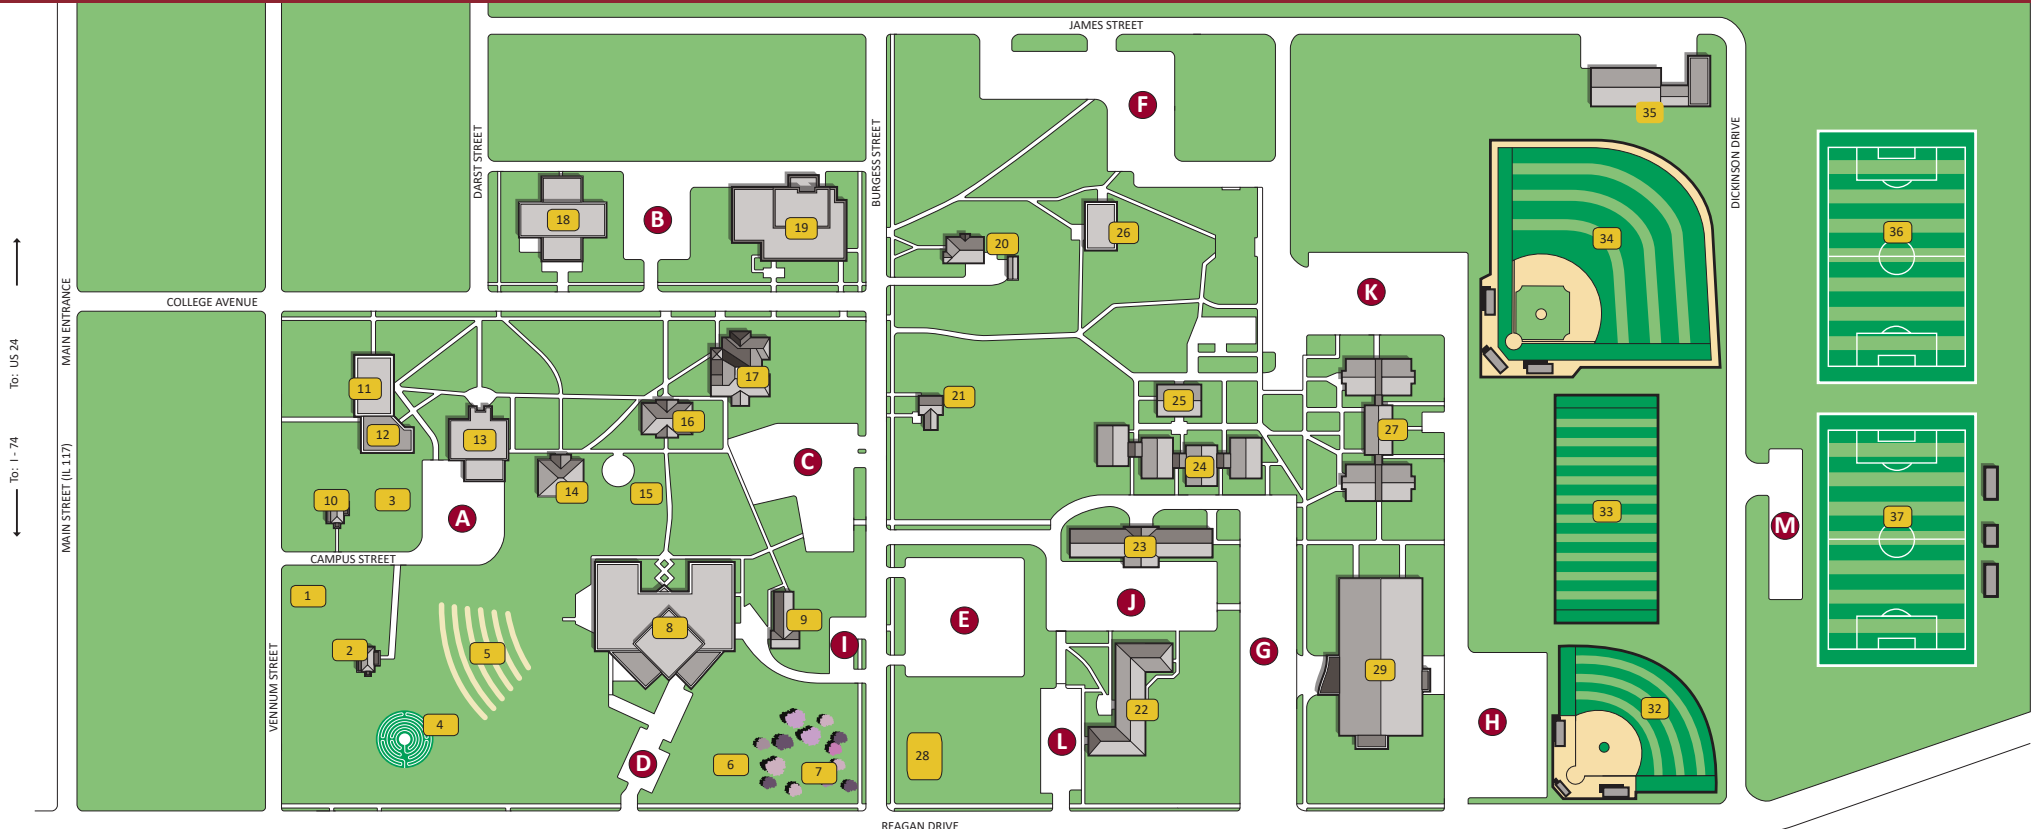 JAMES STREET
F
35
DARST STREET
BURGESS STREET
DICKINSON DRIVE
18
B
19
20
26
34
36
MAIN ENTRANCE
COLLEGE AVENUE
K
To: US 24
11
17
21
25
12
13
16
27
MAIN STREET (IL 117)
To: I - 74
10
3
14
15
C
24
A
33
M
37
CAMPUS STREET
23
1
2
5
8
9
I
E
J
G
29
VENNUM STREET
4
6
7
D
28
L
22
H
32
REAGAN DRIVE